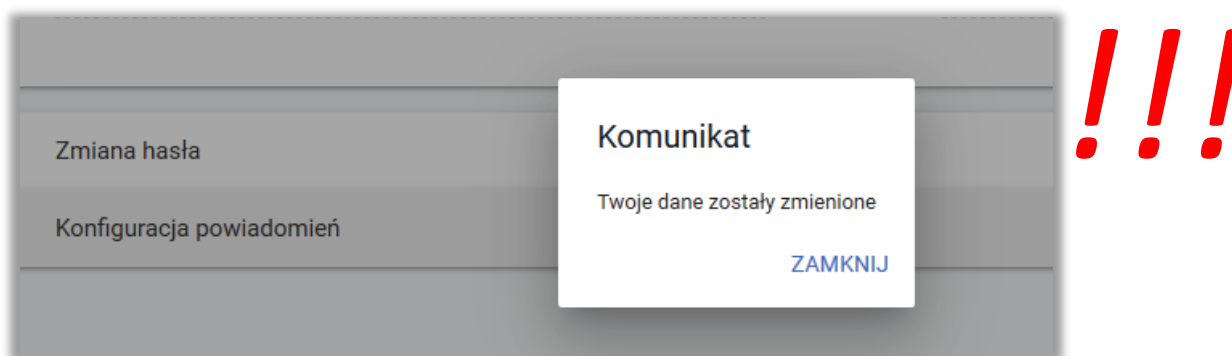 !!!
Komunikat
Zmiana hasła
Twoje dane zostały zmienione
Konfiguracja powiadomień
ZAMKNIJ